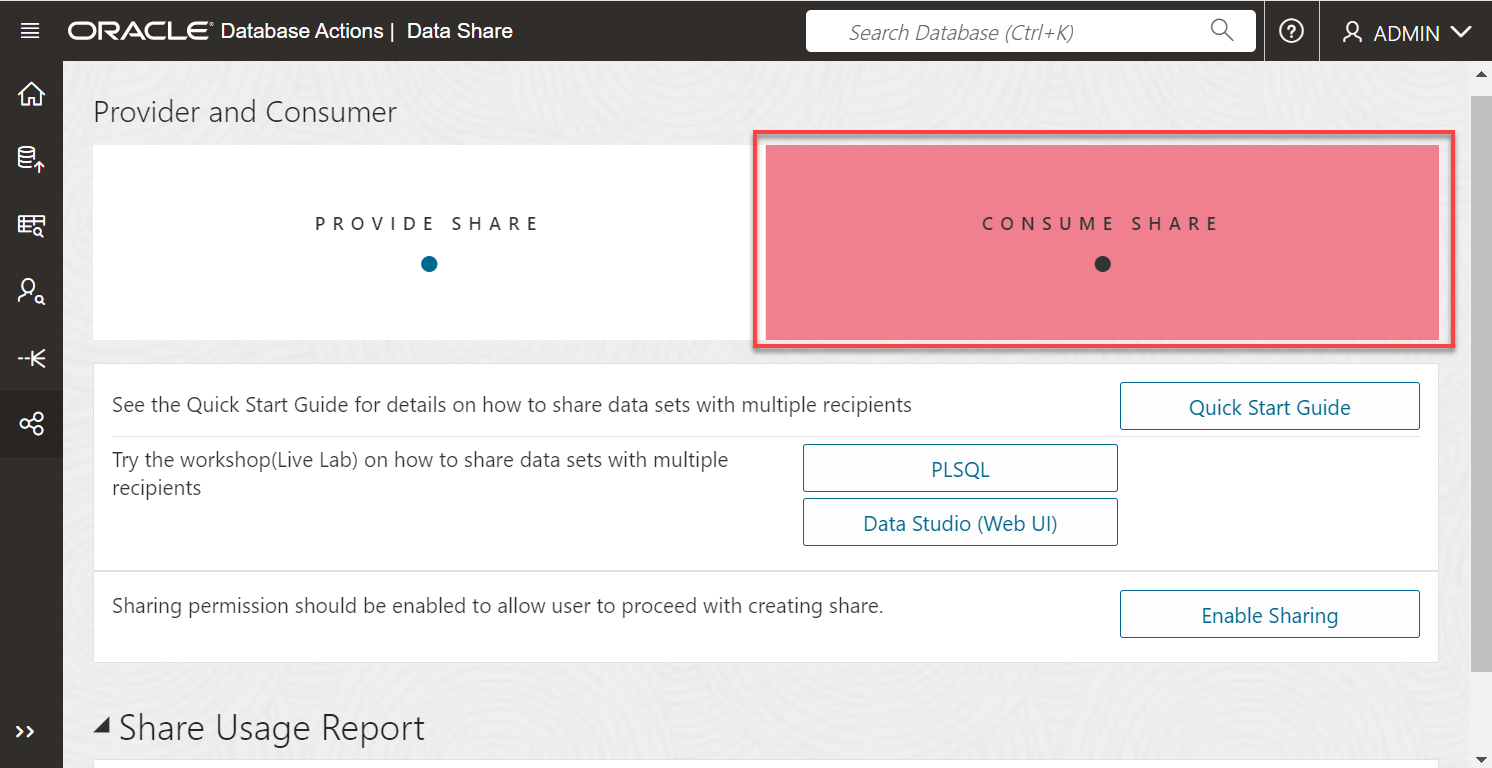 ORACLE® Database Actions | Data Share
Search Database (Ctrl+K)
ADMIN
Provider and Consumer
PROVIDE SHARE
CONSUME SHARE
See the Quick Start Guide for details on how to share data sets with multiple recipients
Quick Start Guide
Try the workshop(Live Lab) on how to share data sets with multiple
recipients
PLSQL
Data Studio (Web UI)
Sharing permission should be enabled to allow user to proceed with creating share.
Enable Sharing
Share Usage Report